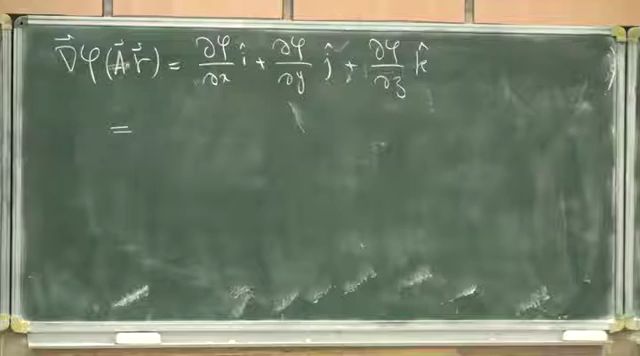 ∇⃗φ(A⃗·r⃗) = ∂φ/∂x î + ∂φ/∂y ĵ + ∂φ/∂z k̂
=